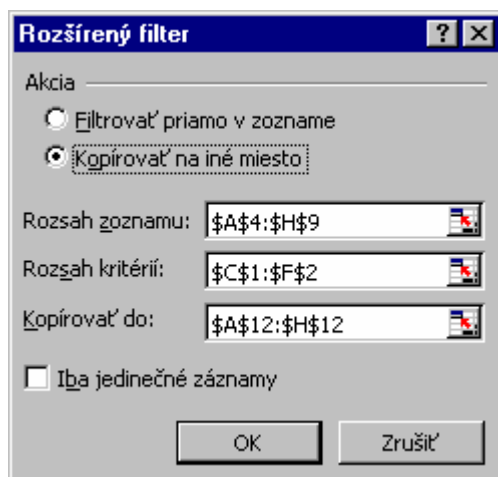 Rozšírený filter
Akcia
Filtrovať priamo v zozname
Kopírovať na iné miesto
Rozsah zoznamu: $A$4:$H$9
Rozsah kritérií: $C$1:$F$2
Kopírovať do: $A$12:$H$12
Iba jedinečné záznamy
OK Zrušiť